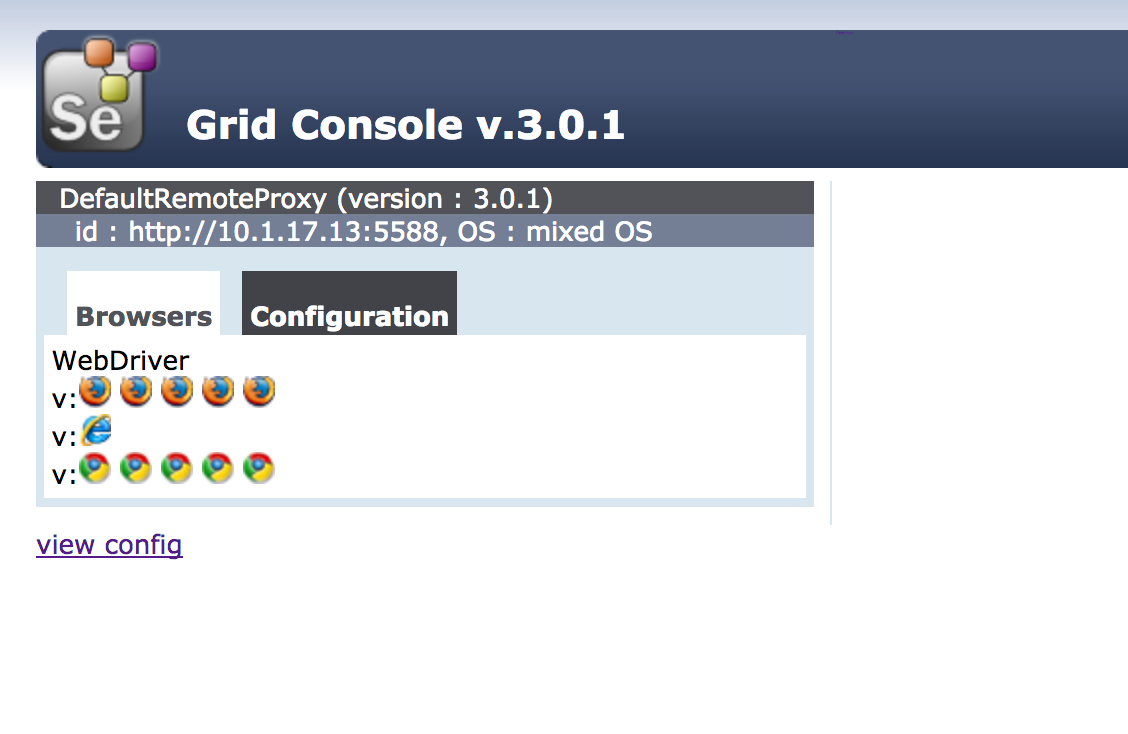 Se
Grid Console v.3.0.1
DefaultRemoteProxy (version : 3.0.1)
id : http://10.1.17.13:5588, OS : mixed OS
Browsers Configuration
WebDriver
v:
v:
v:
view config